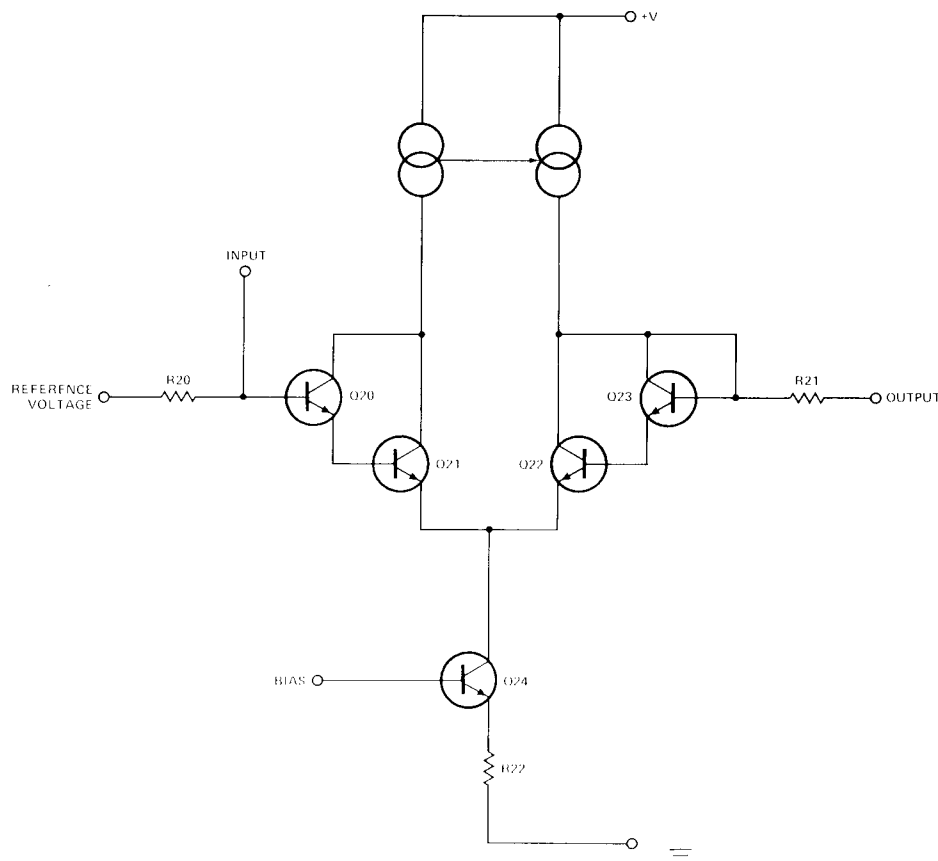 +V
INPUT
REFERENCE
VOLTAGE
R20
Q20
Q23
R21
OUTPUT
Q21
Q22
BIAS
Q24
R22